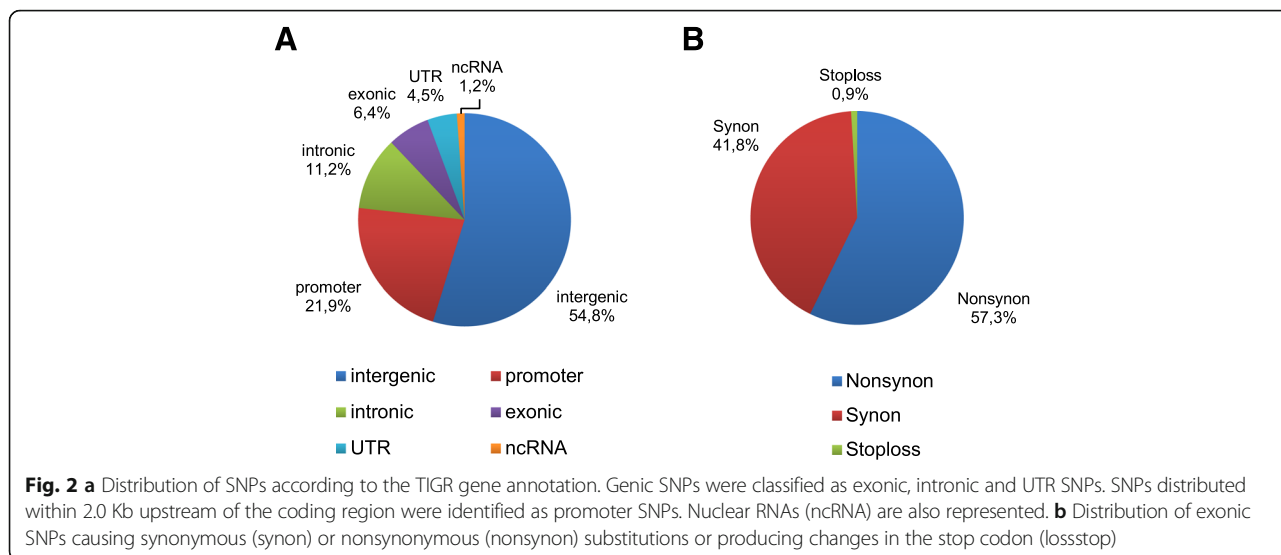 A
B
ncRNA
1,2%
UTR
4,5%
exonic
6,4%
intronic
11,2%
promoter
21,9%
intergenic
54,8%
Stoploss
0,9%
Synon
41,8%
Nonsynon
57,3%
intergenic
promoter
intronic
exonic
UTR
ncRNA
Nonsynon
Synon
Stoploss
Fig. 2 a Distribution of SNPs according to the TIGR gene annotation. Genic SNPs were classified as exonic, intronic and UTR SNPs. SNPs distributed
within 2.0 Kb upstream of the coding region were identified as promoter SNPs. Nuclear RNAs (ncRNA) are also represented. b Distribution of exonic
SNPs causing synonymous (synon) or nonsynonymous (nonsynon) substitutions or producing changes in the stop codon (lossstop)